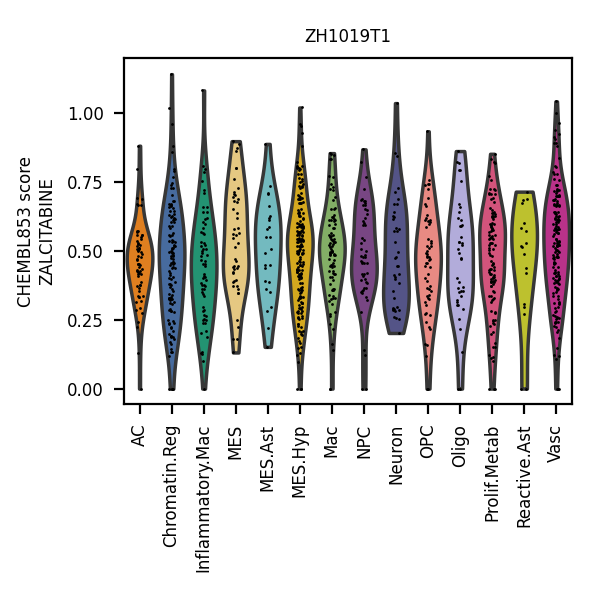 ZH1019T1
CHEMBL853 score
ZALCITABINE
1.00
0.75
0.50
0.25
0.00
AC
Chromatin.Reg
Inflammatory.Mac
MES
MES.Ast
MES.Hyp
Mac
NPC
Neuron
OPC
Oligo
Prolif.Metab
Reactive.Ast
Vasc